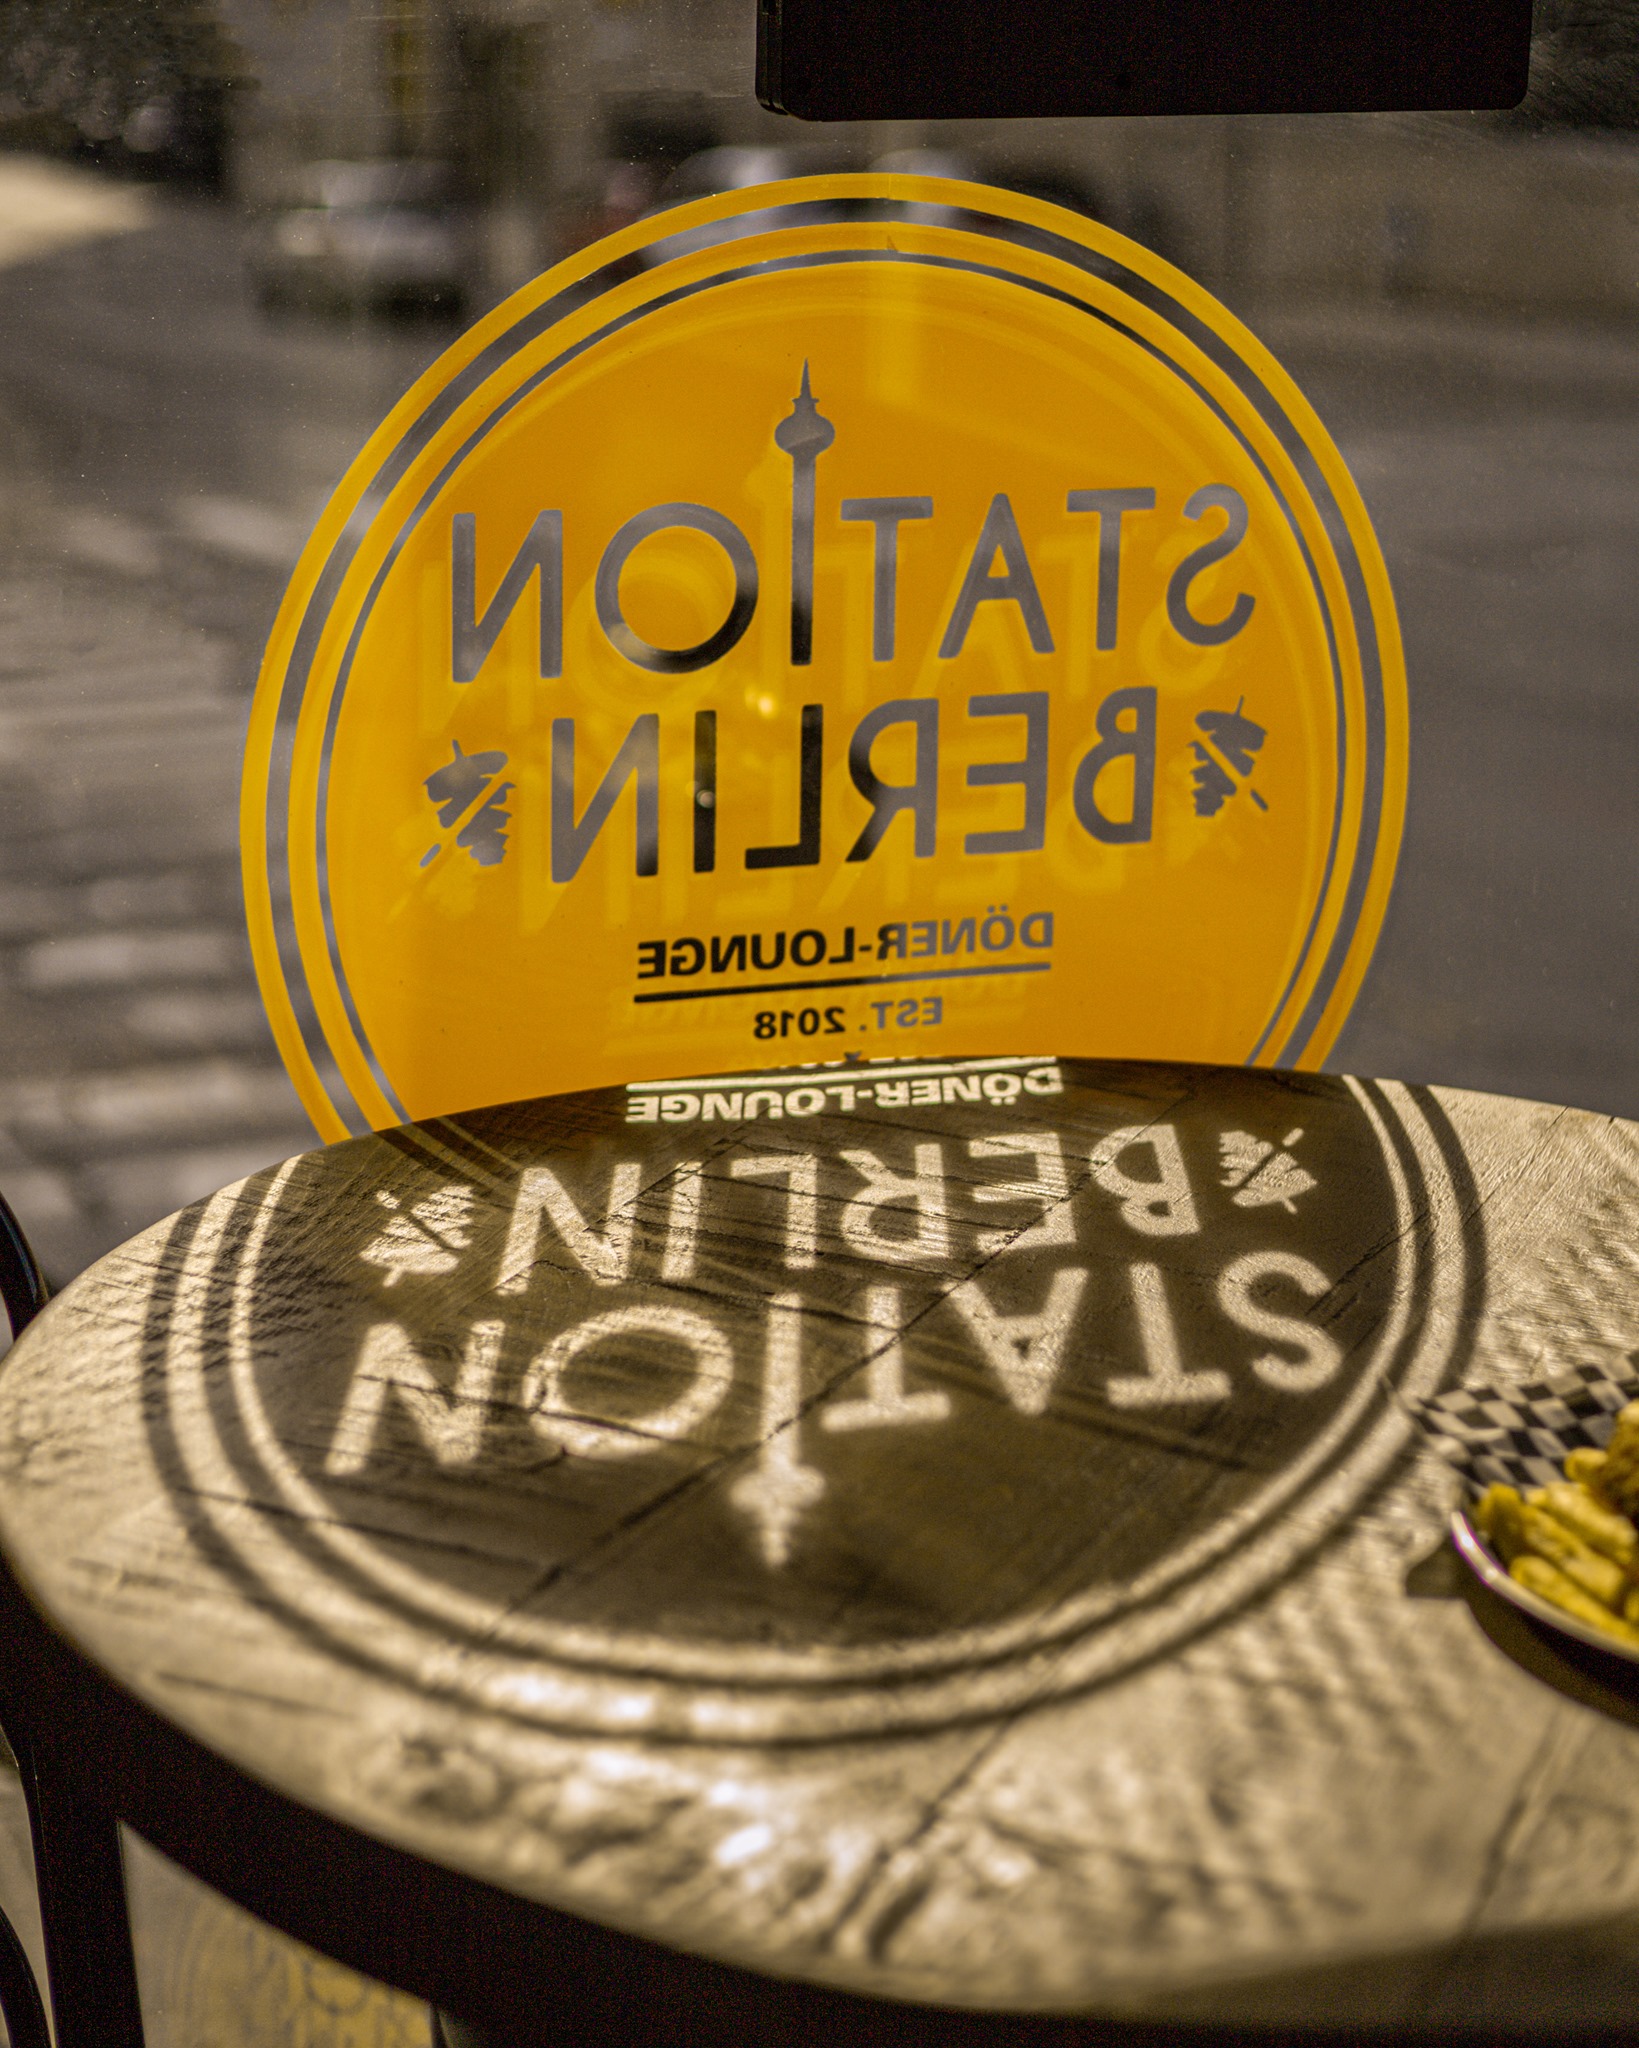 STATION
BERLIN
DÖNER-LOUNGE
EST. 2018
DÖNER-LOUNGE
BERLIN
STATION